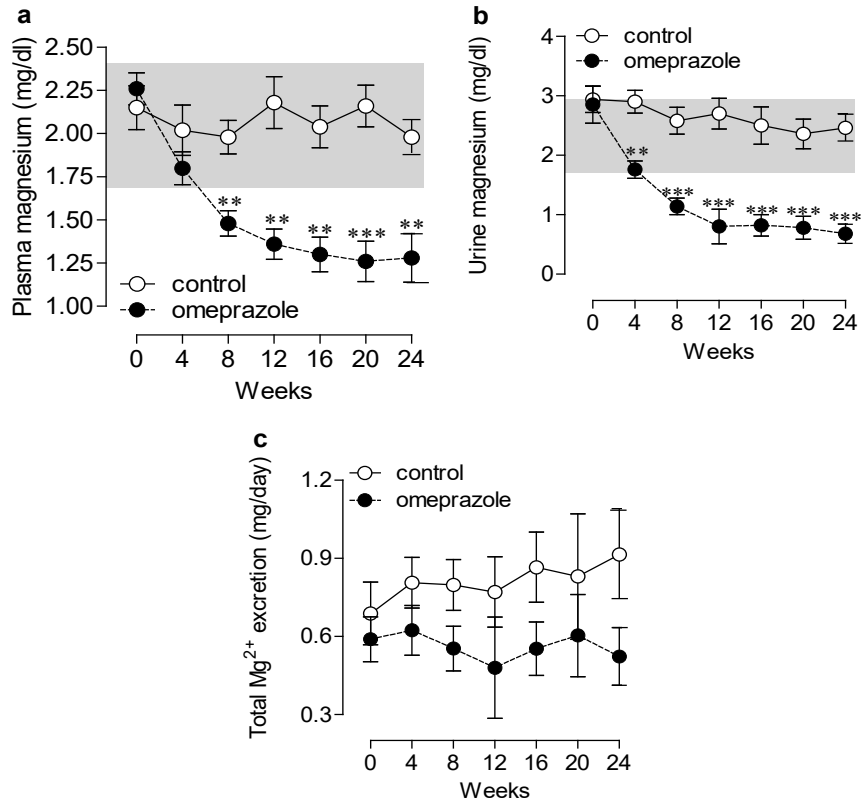 a
Plasma magnesium (mg/dl)
2.50
2.25
2.00
1.75
1.50
1.25
1.00
**
**
**
***
**
control
omeprazole
0 4 8 12 16 20 24
Weeks
b
Urine magnesium (mg/dl)
control
omeprazole
4
3
2
1
0
**
***
***
***
***
***
0 4 8 12 16 20 24
Weeks
c
Total Mg2+ excretion (mg/day)
control
omeprazole
1.2
0.9
0.6
0.3
0 4 8 12 16 20 24
Weeks